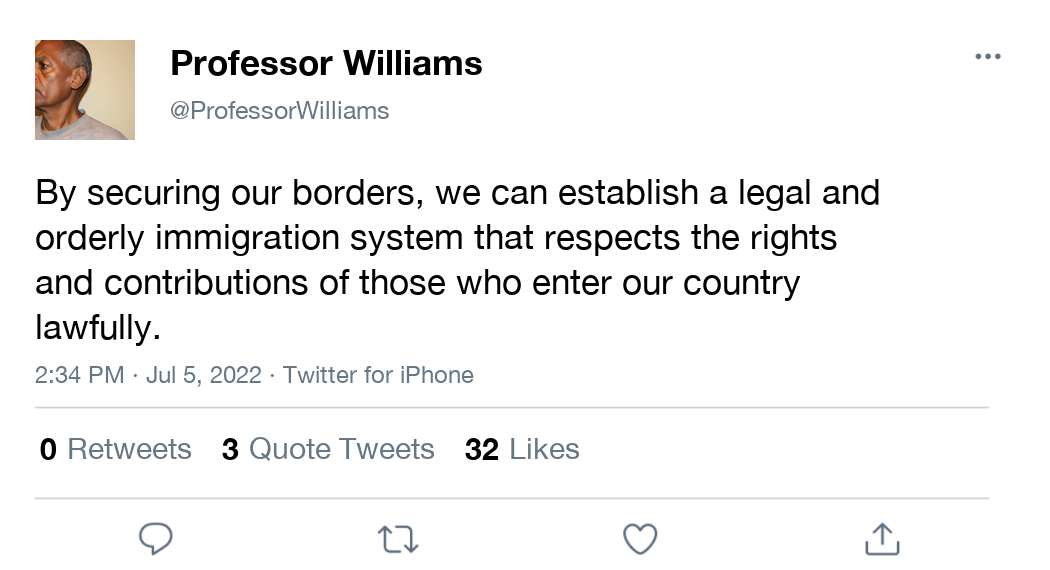 Professor Williams
@ProfessorWilliams
By securing our borders, we can establish a legal and
orderly immigration system that respects the rights
and contributions of those who enter our country
lawfully.
2:34 PM · Jul 5, 2022 · Twitter for iPhone
0 Retweets 3 Quote Tweets 32 Likes